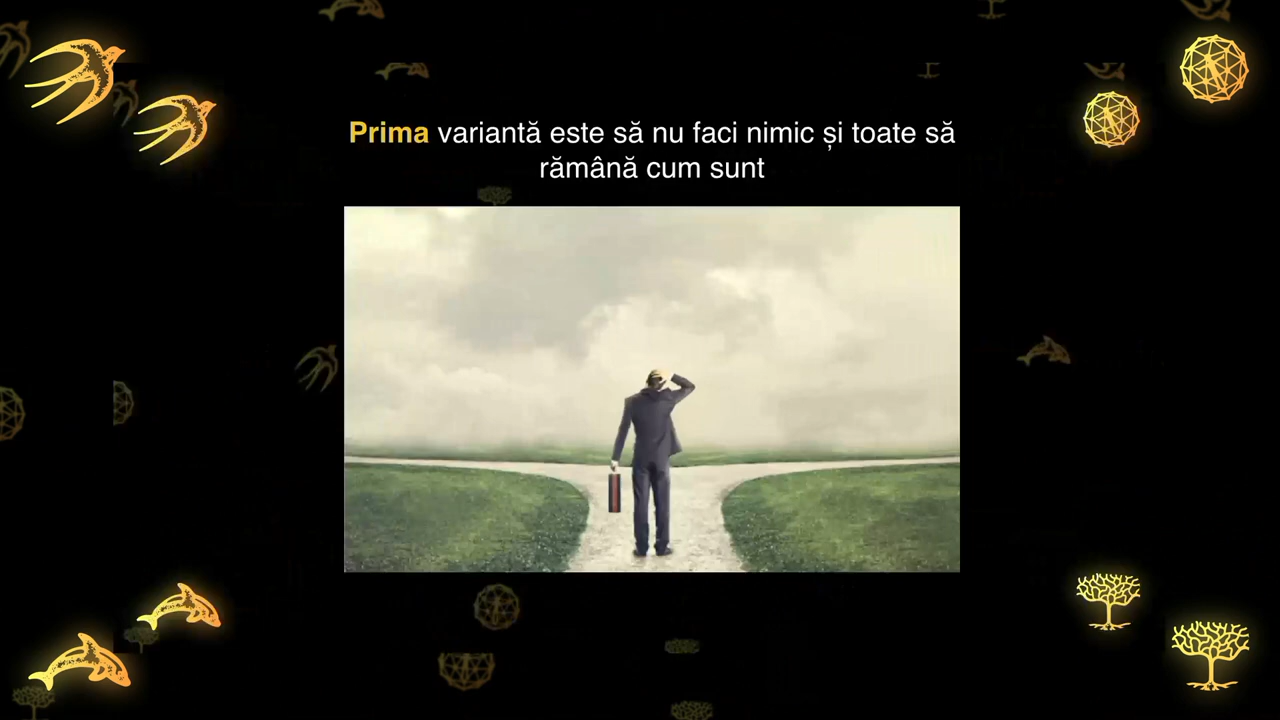 Prima variantă este să nu faci nimic și toate să
rămână cum sunt